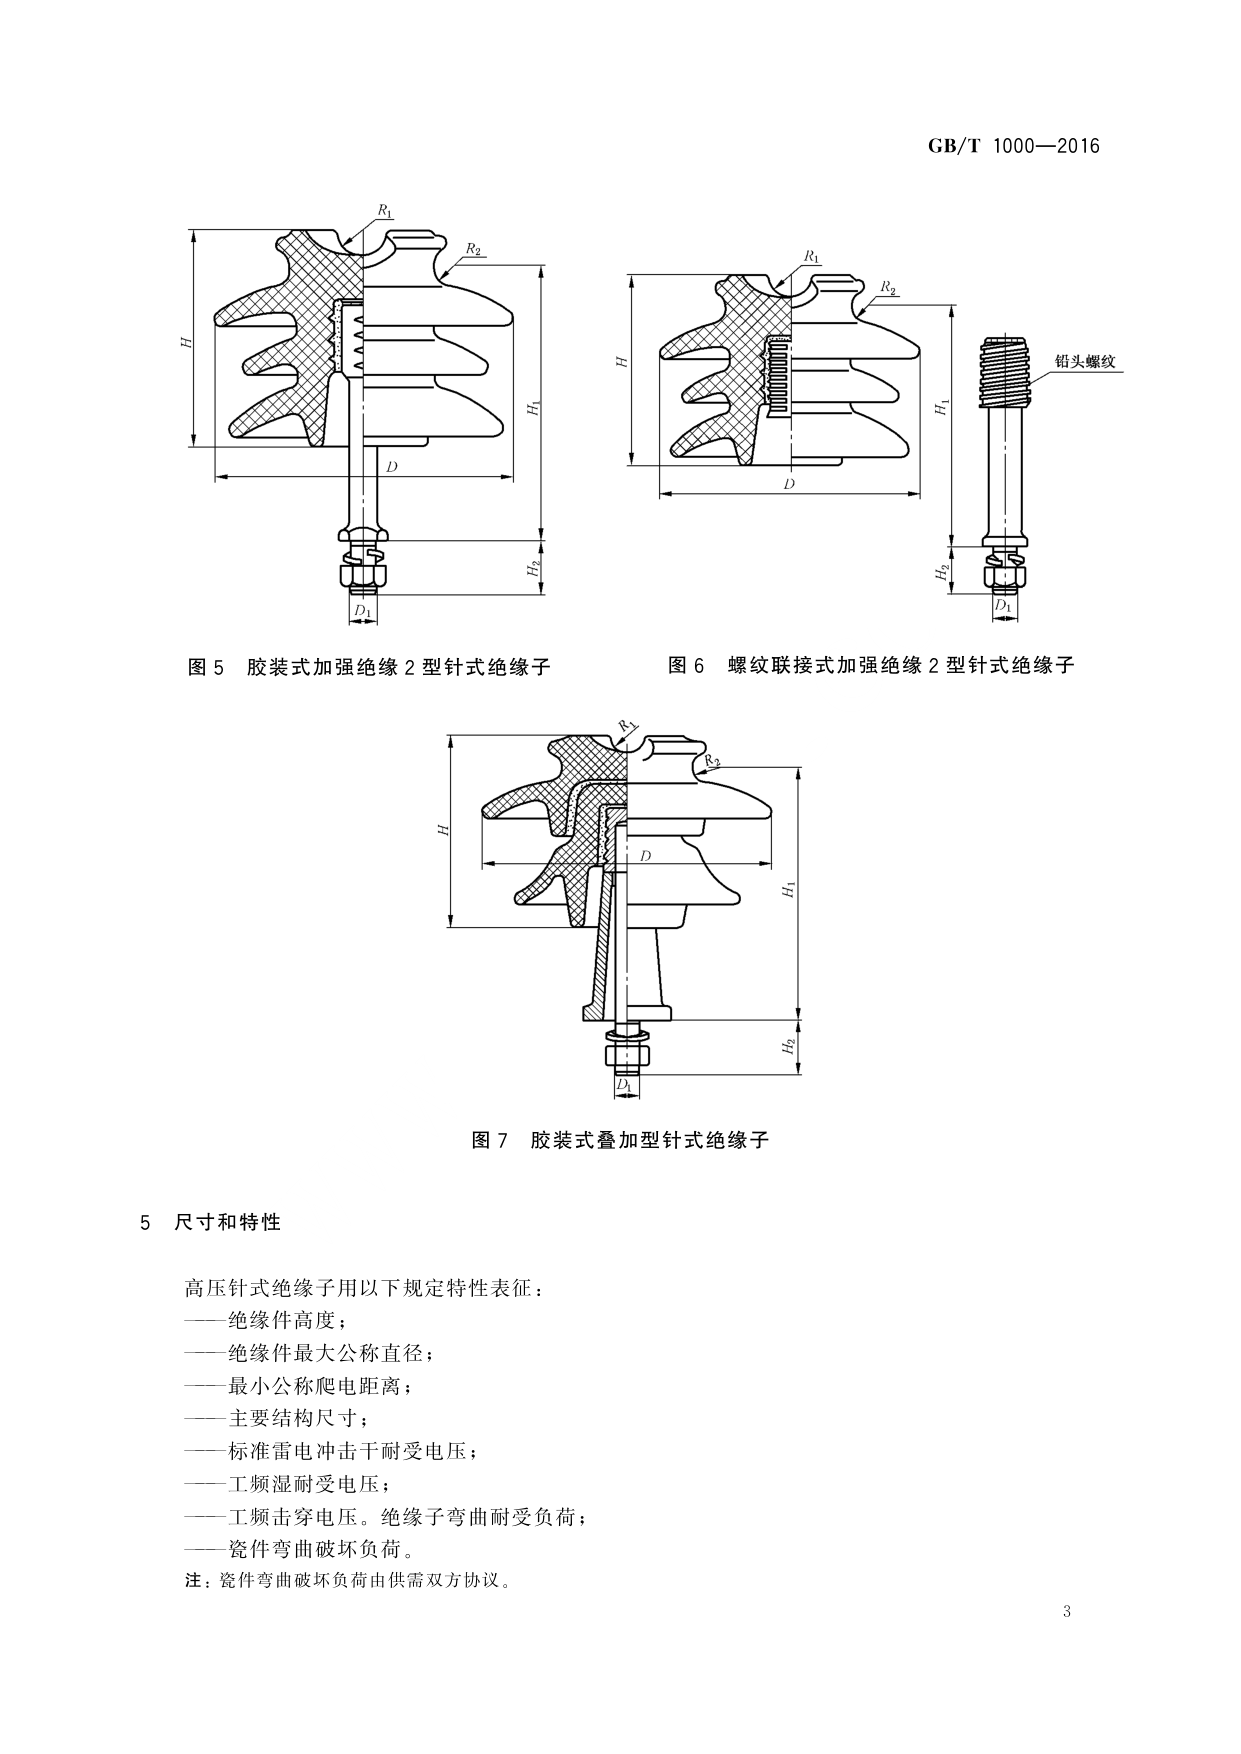 GB/T 1000—2016
R₁
R₂
H
H₁
D
H₂
D₁
R₁
R₂
H
H₁
铅头螺纹
D
H₂
D₁
图 5 胶装式加强绝缘 2 型针式绝缘子
图 6 螺纹联接式加强绝缘 2 型针式绝缘子
R₁
R₂
H
D
H₁
H₂
D₁
图 7 胶装式叠加型针式绝缘子
5 尺寸和特性
高压针式绝缘子用以下规定特性表征：
——绝缘件高度；
——绝缘件最大公称直径；
——最小公称爬电距离；
——主要结构尺寸；
——标准雷电冲击干耐受电压；
——工频湿耐受电压；
——工频击穿电压。绝缘子弯曲耐受负荷；
——瓷件弯曲破坏负荷。
注：瓷件弯曲破坏负荷由供需双方协议。
3